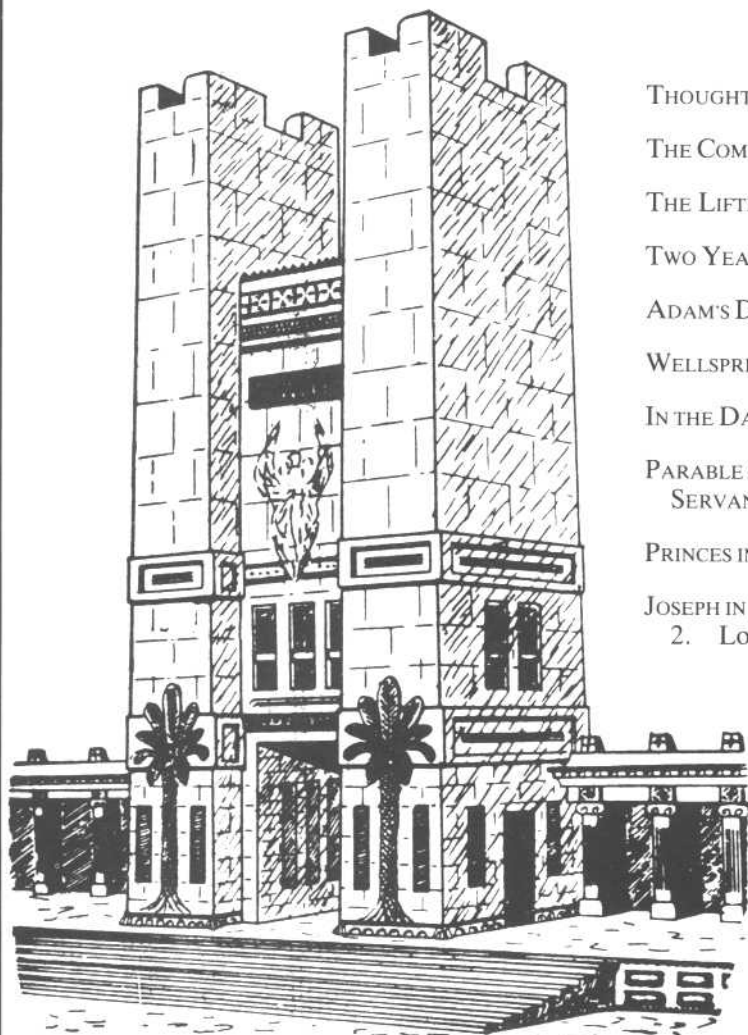 THOUGHT
THE COM
THE LIFT
TWO YEA
ADAM'S D
WELLSPRI
IN THE DA
PARABLE
SERVAN
PRINCES IN
JOSEPH IN
2. LO